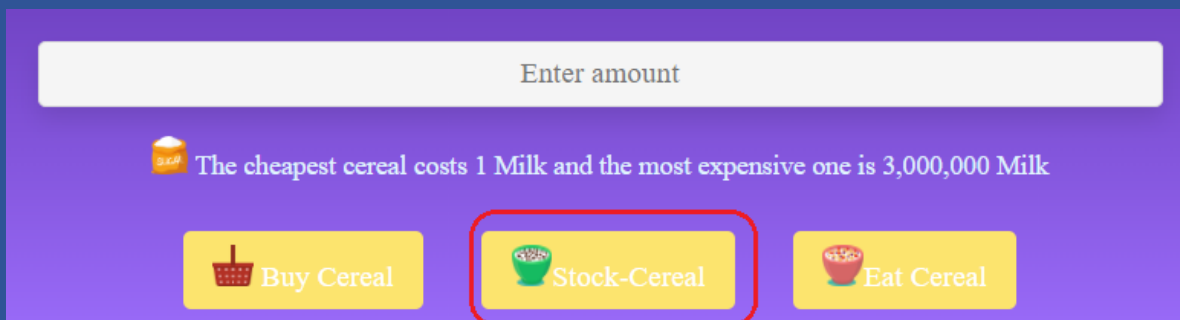 Enter amount
The cheapest cereal costs 1 Milk and the most expensive one is 3,000,000 Milk
Buy Cereal
Stock-Cereal
Eat Cereal